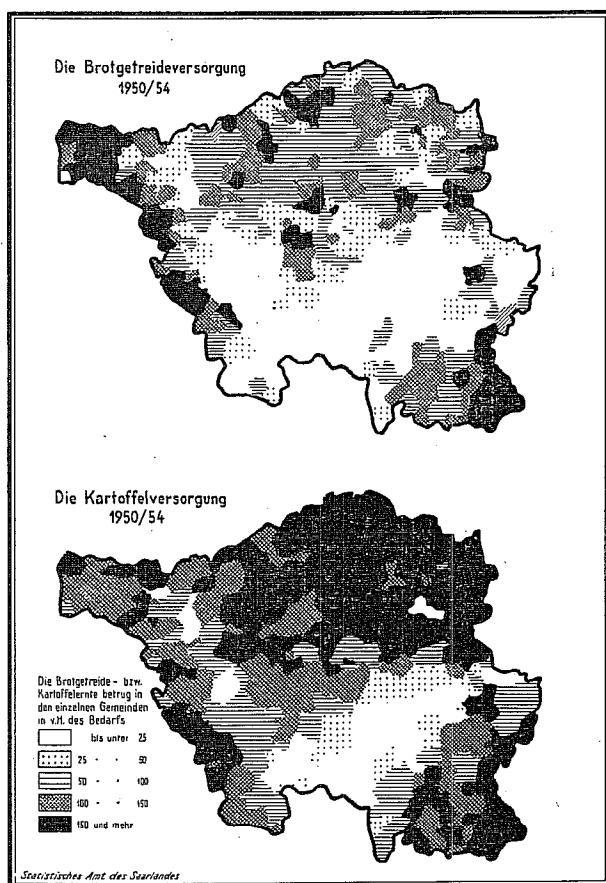 Die Brotgetreideversorgung
1950/54
Die Kartoffelversorgung
1950/54
Die Brotgetreide- bzw.
Kartoffelernte betrug in
den einzelnen Gemeinden
in v.H. des Bedarfs
bis unter 25
25 " " 50
50 " " 100
100 " " 150
150 und mehr
Statistisches Amt des Saarlandes